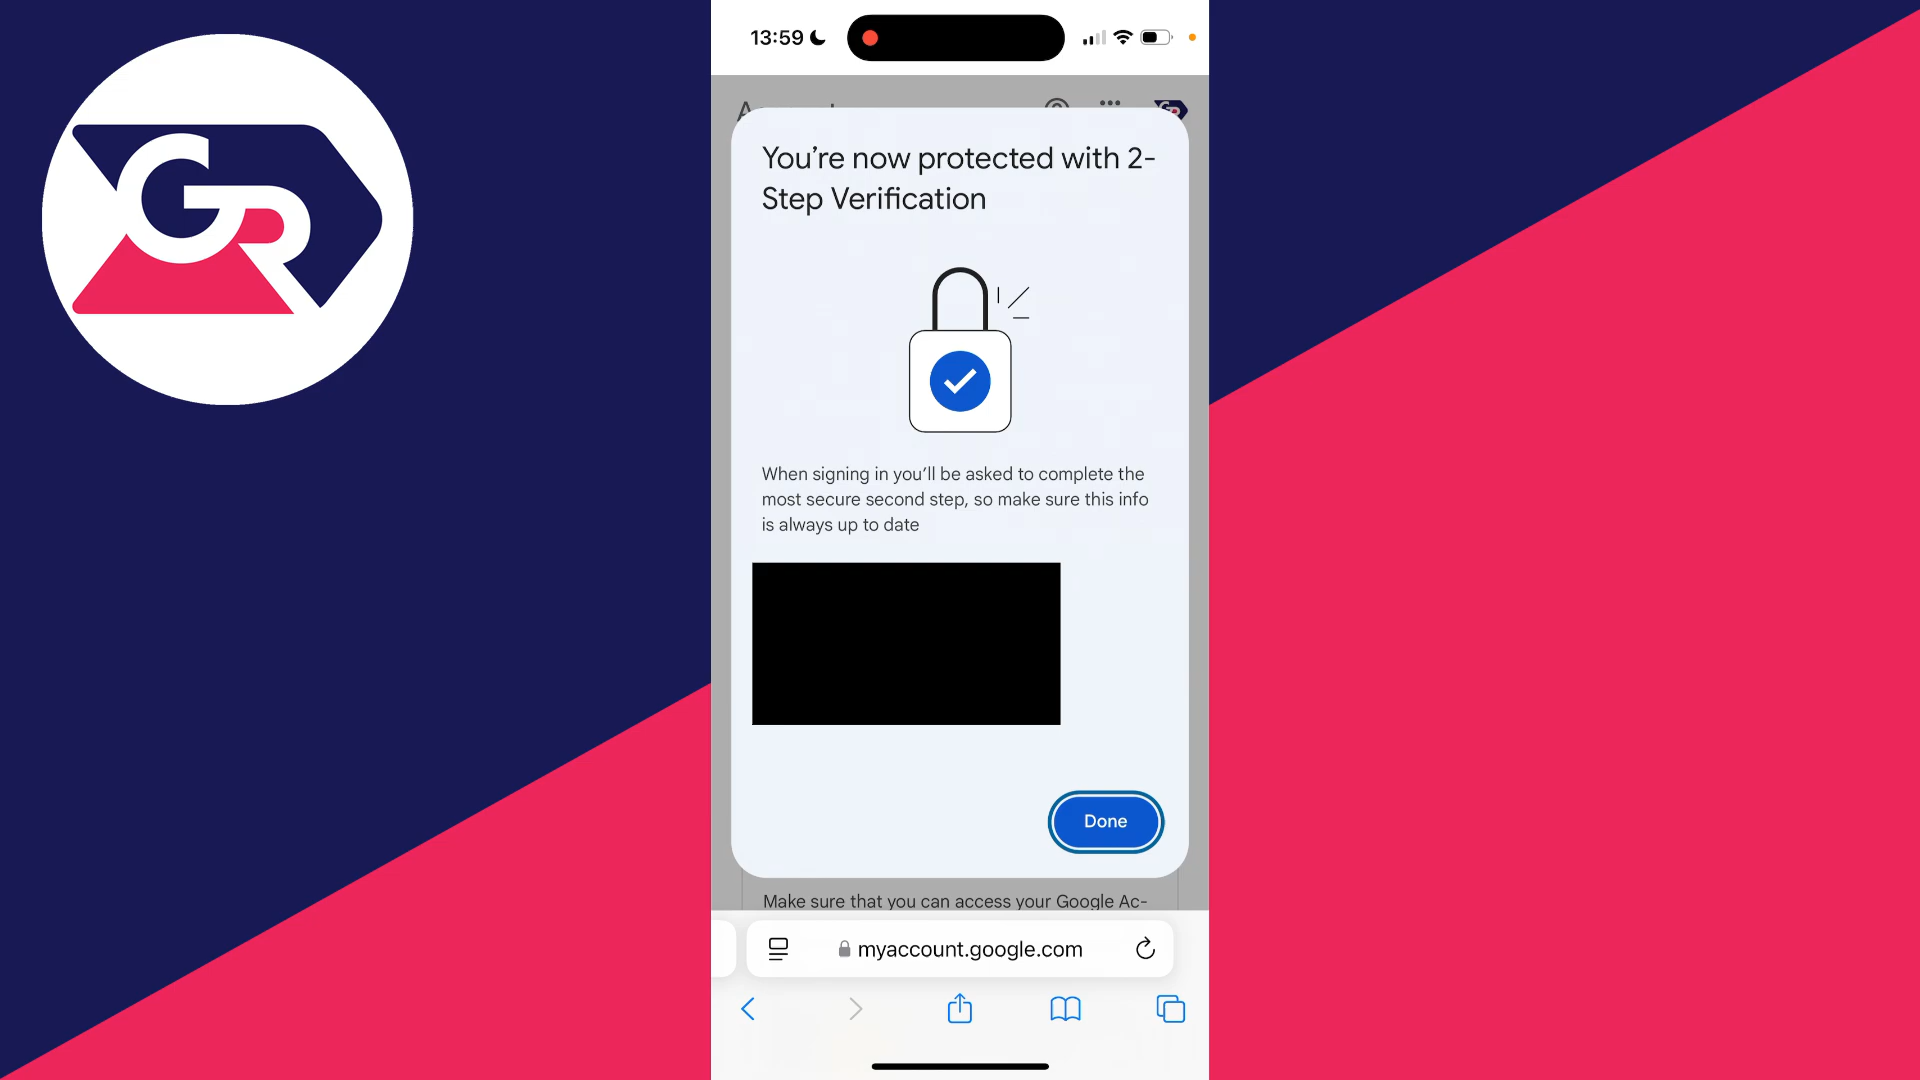 GR
13:59
You're now protected with 2-
Step Verification
When signing in you'll be asked to complete the
most secure second step, so make sure this info
is always up to date
Done
Make sure that you can access your Google Ac-
myaccount.google.com